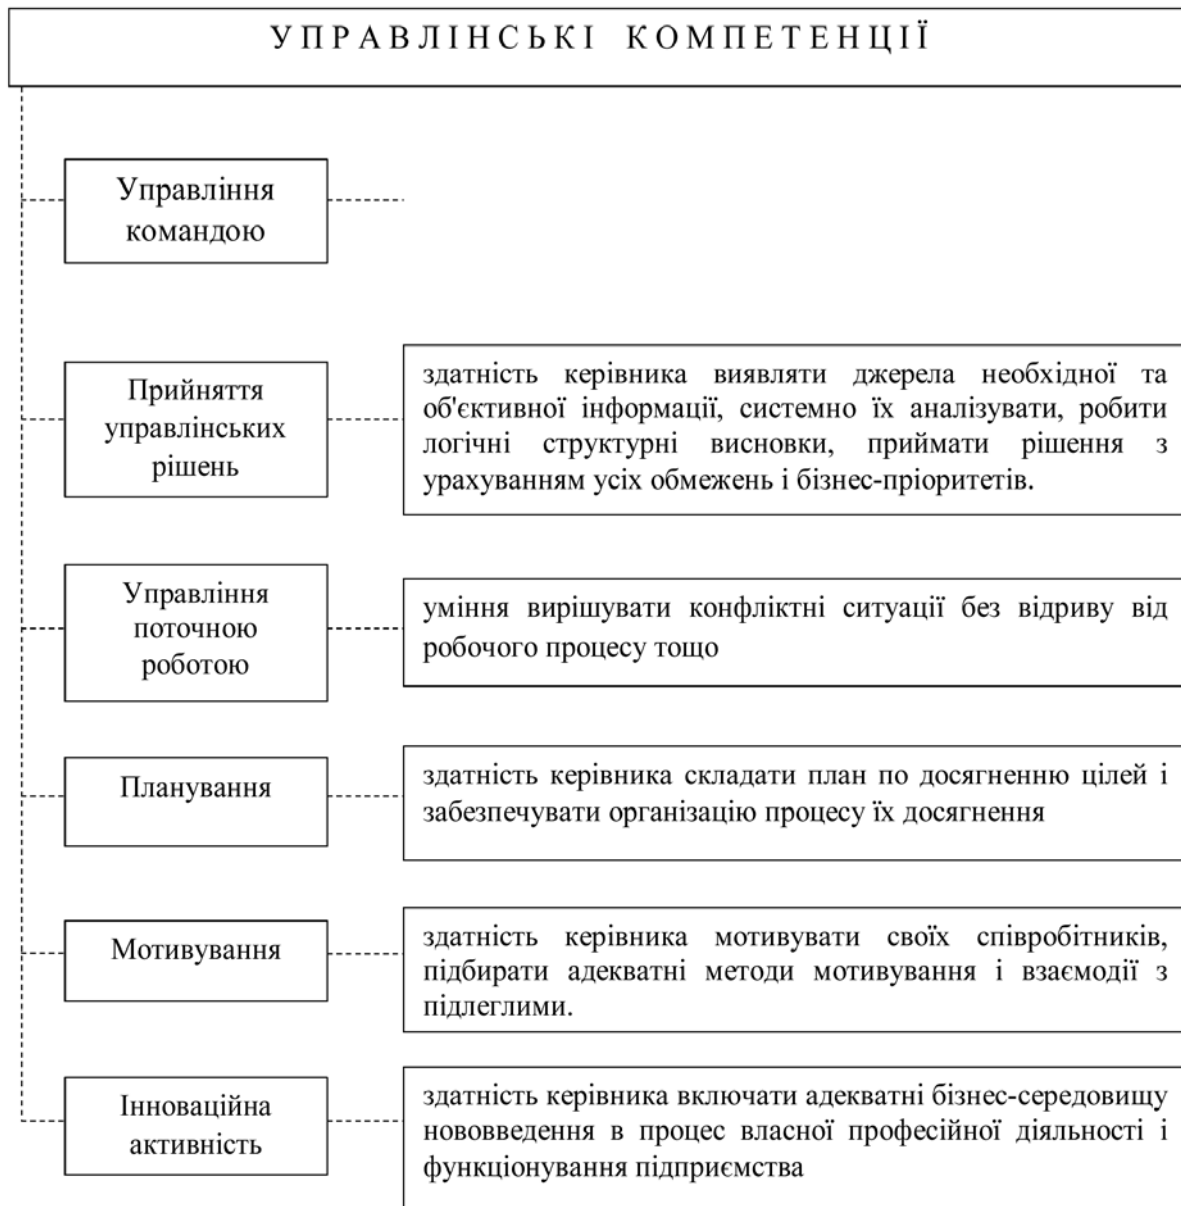 УПРАВЛІНСЬКІ КОМПЕТЕНЦІЇ
Управління
командою
Прийняття
управлінських
рішень
здатність керівника виявляти джерела необхідної та
об'єктивної інформації, системно їх аналізувати, робити
логічні структурні висновки, приймати рішення з
урахуванням усіх обмежень і бізнес-пріоритетів.
Управління
поточною
роботою
уміння вирішувати конфліктні ситуації без відриву від
робочого процесу тощо
Планування
здатність керівника складати план по досягненню цілей і
забезпечувати організацію процесу їх досягнення
Мотивування
здатність керівника мотивувати своїх співробітників,
підбирати адекватні методи мотивування і взаємодії з
підлеглими.
Інноваційна
активність
здатність керівника включати адекватні бізнес-середовищу
нововведення в процес власної професійної діяльності і
функціонування підприємства